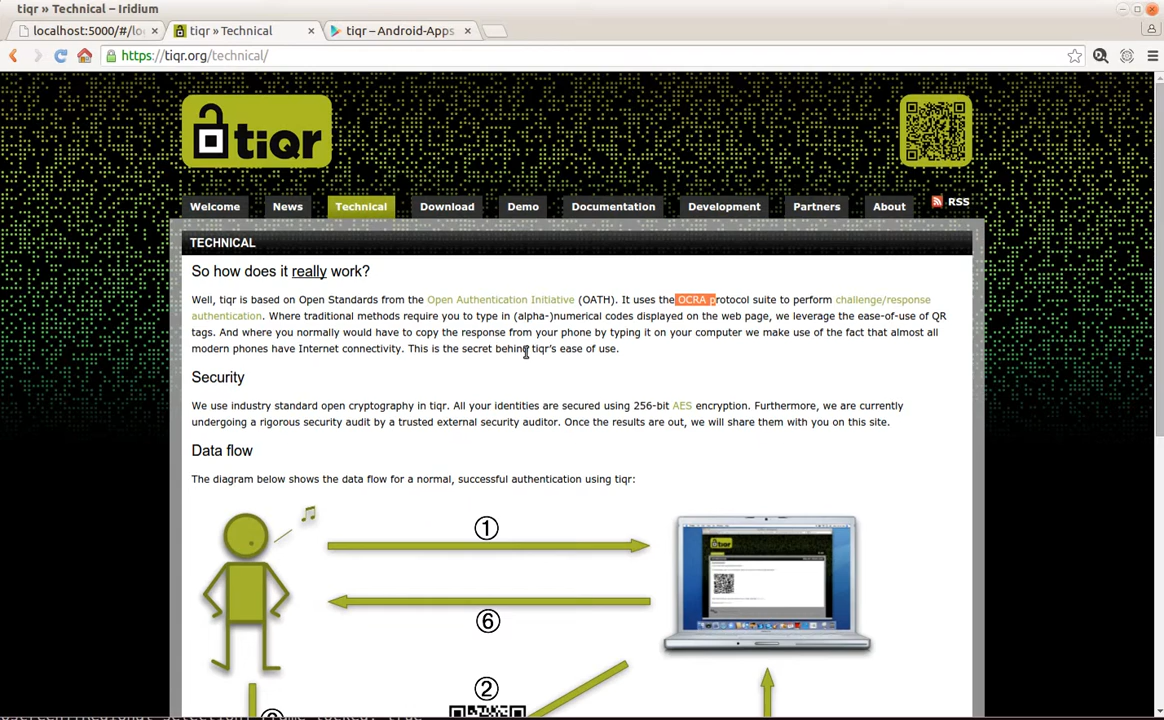 tiqr » Technical – Iridium
localhost:5000/#/lo
tiqr » Technical
tiqr – Android-Apps
https://tiqr.org/technical/
tiqr
Welcome
News
Technical
Download
Demo
Documentation
Development
Partners
About
RSS
TECHNICAL
So how does it really work?
Well, tiqr is based on Open Standards from the Open Authentication Initiative (OATH). It uses the OCRA protocol suite to perform challenge/response
authentication. Where traditional methods require you to type in (alpha-)numerical codes displayed on the web page, we leverage the ease-of-use of QR
tags. And where you normally would have to copy the response from your phone by typing it on your computer we make use of the fact that almost all
modern phones have Internet connectivity. This is the secret behind tiqr’s ease of use.
Security
We use industry standard open cryptography in tiqr. All your identities are secured using 256-bit AES encryption. Furthermore, we are currently
undergoing a rigorous security audit by a trusted external security auditor. Once the results are out, we will share them with you on this site.
Data flow
The diagram below shows the data flow for a normal, successful authentication using tiqr:
1
6
2